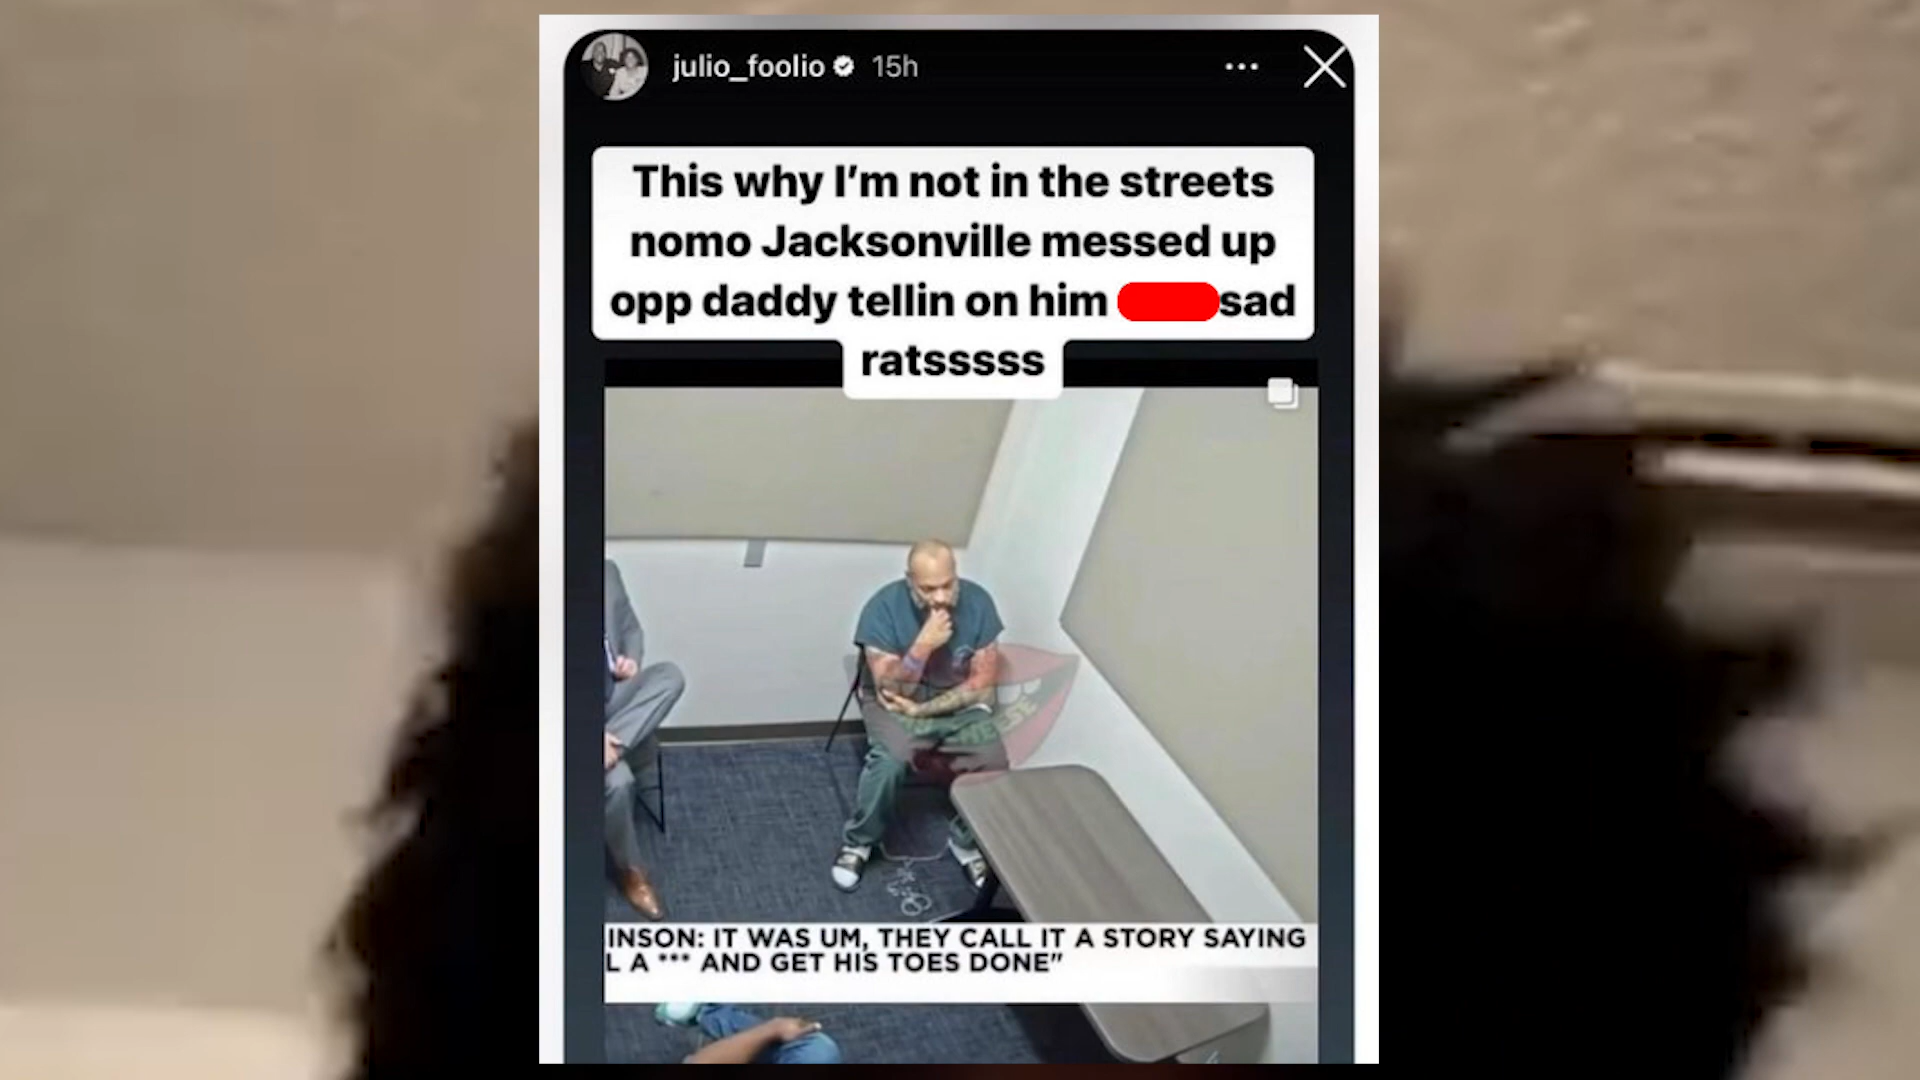 julio_foolio 15h
This why I'm not in the streets
nomo Jacksonville messed up
opp daddy tellin on him sad
ratsssss
INSON: IT WAS UM, THEY CALL IT A STORY SAYING
L A *** AND GET HIS TOES DONE"